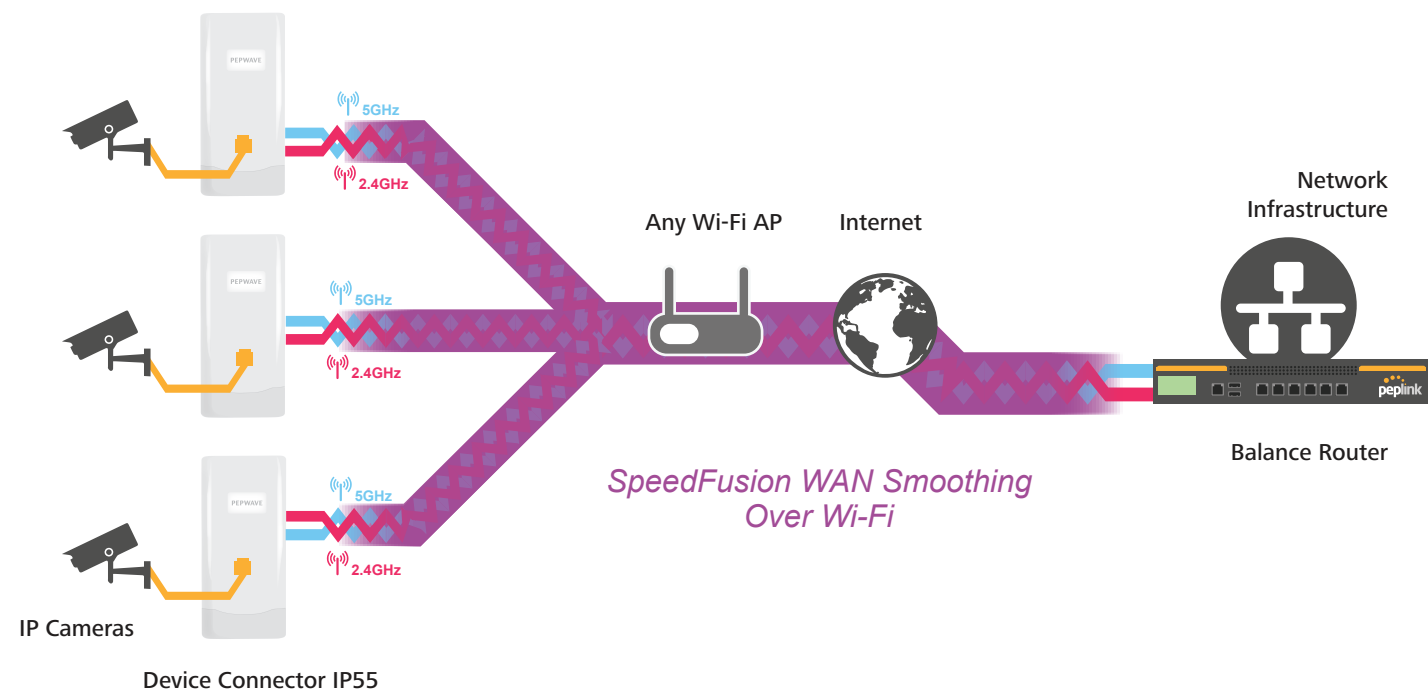 PEPWAVE
5GHz
2.4GHz
PEPWAVE
5GHz
2.4GHz
PEPWAVE
5GHz
2.4GHz
IP Cameras
Device Connector IP55
Any Wi-Fi AP
Internet
SpeedFusion WAN Smoothing
Over Wi-Fi
Network
Infrastructure
peplink
Balance Router